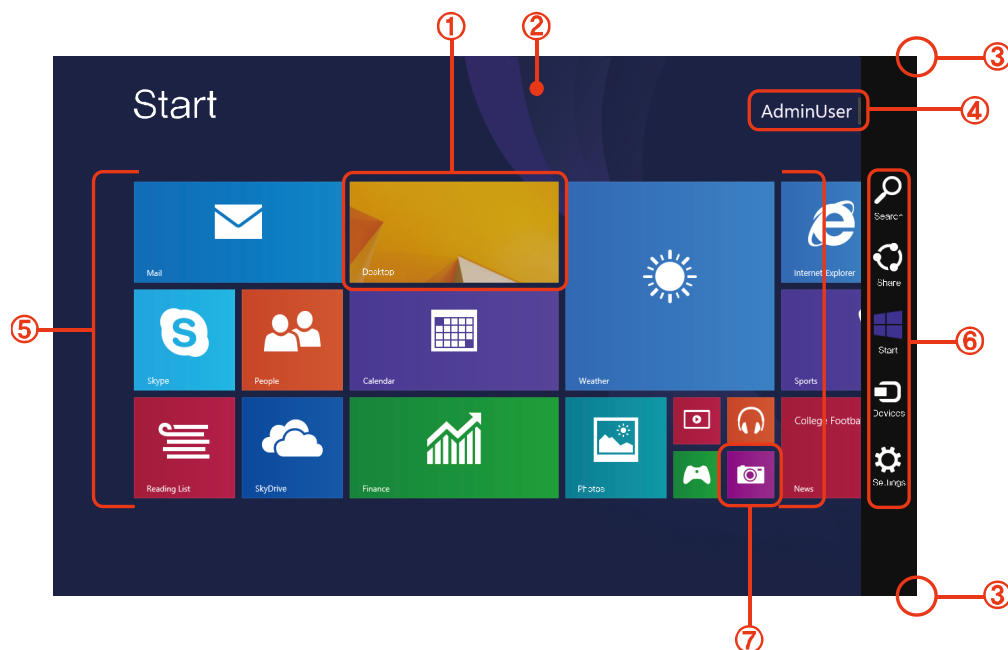 ①
②
③
Start
AdminUser
④
Search
Mail
Desktop
Internet Explorer
Share
⑤
S
Start
⑥
Skype
People
Calendar
Weather
Sports
Devices
College Footba
Reading List
SkyDrive
Finance
Photos
News
Settings
③
⑦